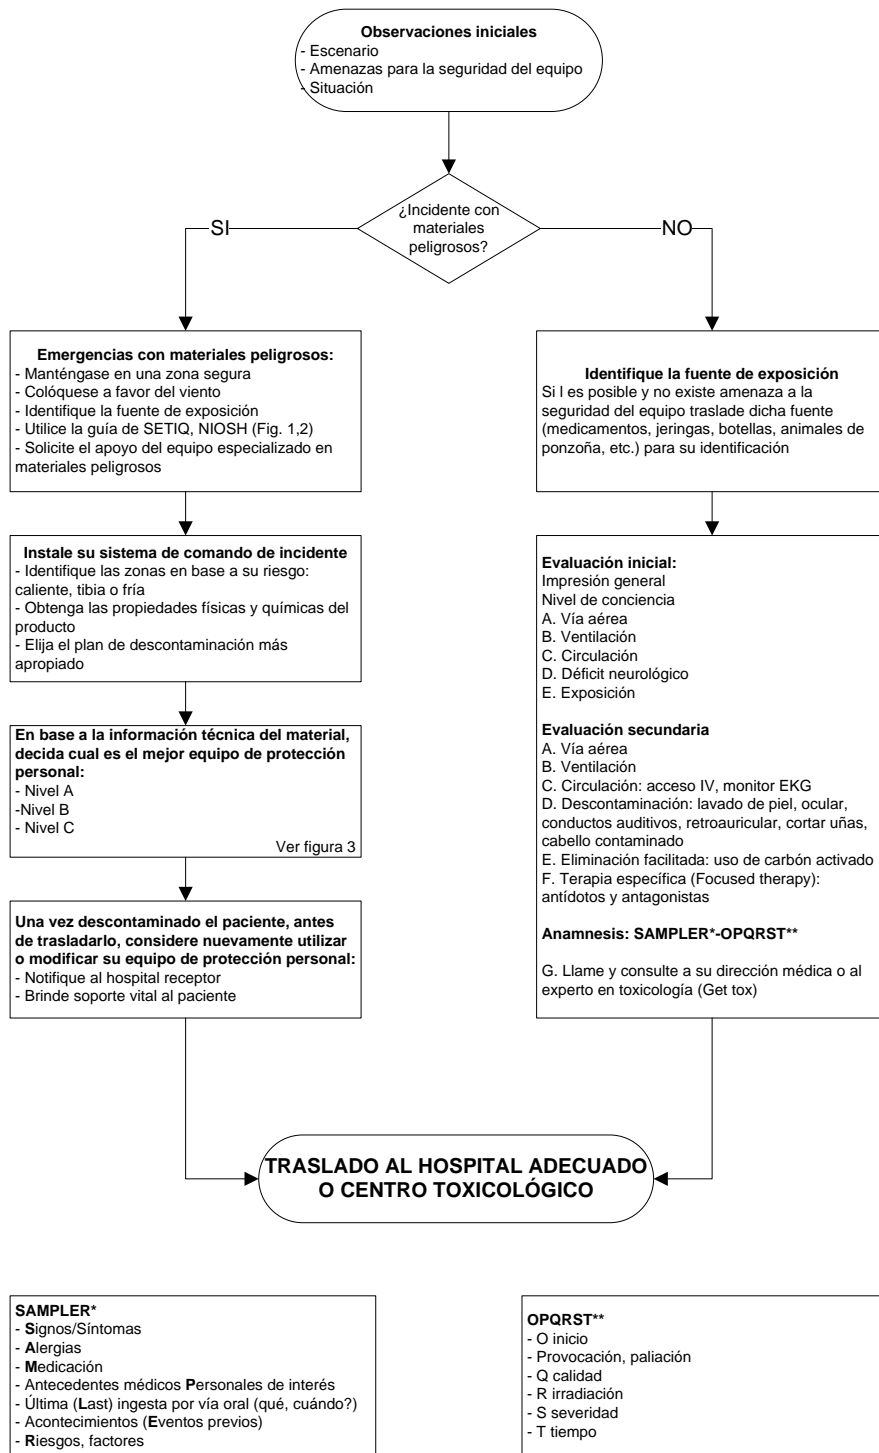 Observaciones iniciales
- Escenario
- Amenazas para la seguridad del equipo
- Situación
¿Incidente con
materiales
peligrosos?
SI
NO
Emergencias con materiales peligrosos:
- Manténgase en una zona segura
- Colóquese a favor del viento
- Identifique la fuente de exposición
- Utilice la guía de SETIQ, NIOSH (Fig. 1,2)
- Solicite el apoyo del equipo especializado en
materiales peligrosos
Instale su sistema de comando de incidente
- Identifique las zonas en base a su riesgo:
caliente, tibia o fría
- Obtenga las propiedades físicas y químicas del
producto
- Elija el plan de descontaminación más
apropiado
En base a la información técnica del material,
decida cual es el mejor equipo de protección
personal:
- Nivel A
-Nivel B
- Nivel C
Ver figura 3
Una vez descontaminado el paciente, antes
de trasladarlo, considere nuevamente utilizar
o modificar su equipo de protección personal:
- Notifique al hospital receptor
- Brinde soporte vital al paciente
Identifique la fuente de exposición
Si l es posible y no existe amenaza a la
seguridad del equipo traslade dicha fuente
(medicamentos, jeringas, botellas, animales de
ponzoña, etc.) para su identificación
Evaluación inicial:
Impresión general
Nivel de conciencia
A. Vía aérea
B. Ventilación
C. Circulación
D. Déficit neurológico
E. Exposición
Evaluación secundaria
A. Vía aérea
B. Ventilación
C. Circulación: acceso IV, monitor EKG
D. Descontaminación: lavado de piel, ocular,
conductos auditivos, retroauricular, cortar uñas,
cabello contaminado
E. Eliminación facilitada: uso de carbón activado
F. Terapia específica (Focused therapy):
antídotos y antagonistas
Anamnesis: SAMPLER*-OPQRST**
G. Llame y consulte a su dirección médica o al
experto en toxicología (Get tox)
TRASLADO AL HOSPITAL ADECUADO
O CENTRO TOXICOLÓGICO
SAMPLER*
- Signos/Síntomas
- Alergias
- Medicación
- Antecedentes médicos Personales de interés
- Última (Last) ingesta por vía oral (qué, cuándo?)
- Acontecimientos (Eventos previos)
- Riesgos, factores
OPQRST**
- O inicio
- Provocación, paliación
- Q calidad
- R irradiación
- S severidad
- T tiempo